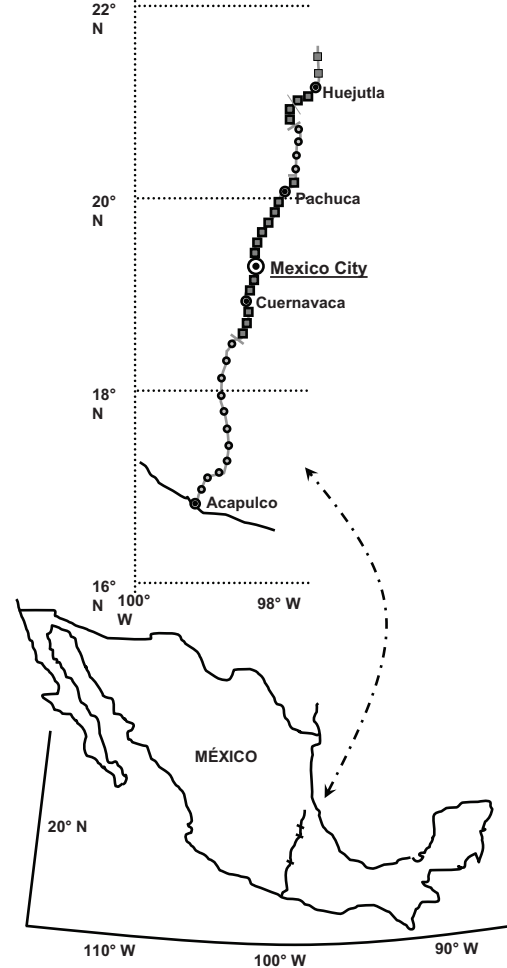 22°
N
Huejutla
20°
N
Pachuca
Mexico City
Cuernavaca
18°
N
Acapulco
16°
N
100°
W
98° W
MÉXICO
20° N
110° W
100° W
90° W